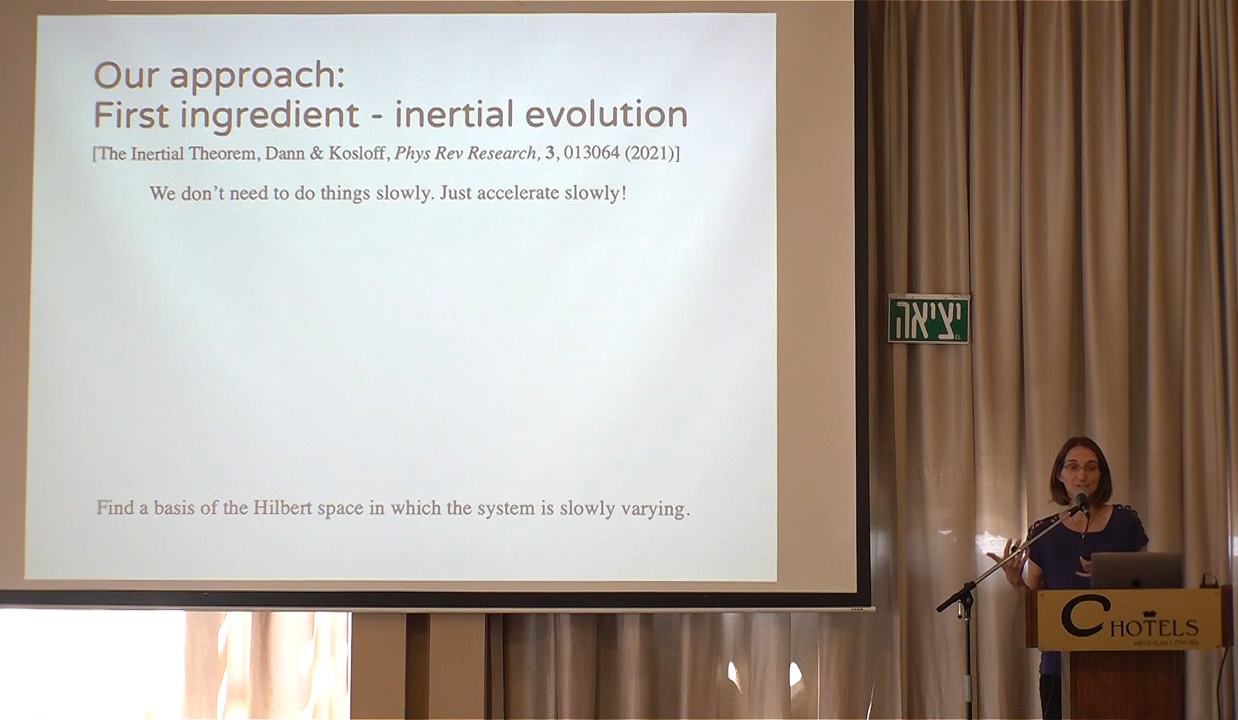 Our approach:
First ingredient - inertial evolution
[The Inertial Theorem, Dann & Kosloff, Phys Rev Research, 3, 013064 (2021)]
We don't need to do things slowly. Just accelerate slowly!
Find a basis of the Hilbert space in which the system is slowly varying.
יציאה
C HOTELS